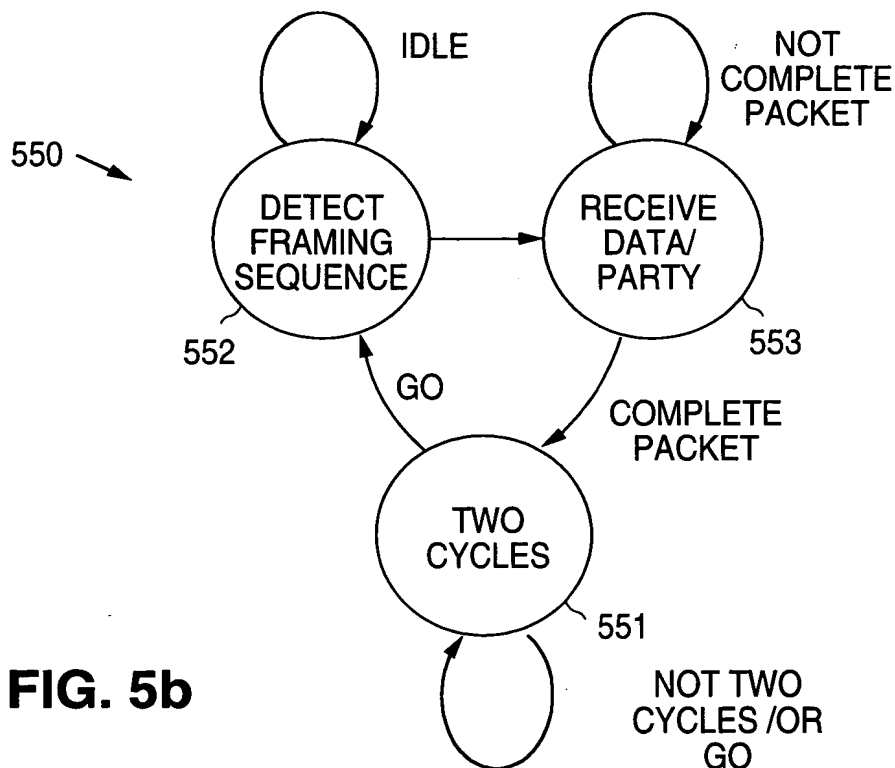 IDLE
NOT
COMPLETE
PACKET
550
DETECT
FRAMING
SEQUENCE
RECEIVE
DATA/
PARTY
552
553
GO
COMPLETE
PACKET
TWO
CYCLES
551
FIG. 5b
NOT TWO
CYCLES /OR
GO